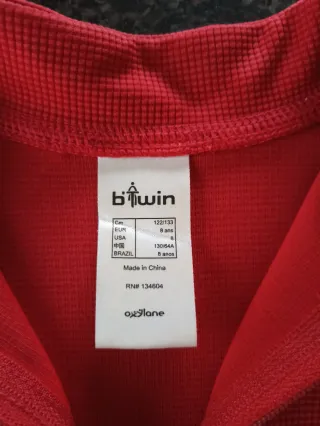 b'twin
Cm 122/133
EUR 8 ans
USA 8
中国 130/64A
BRAZIL 8 anos
Made in China
RN# 134604
oxylane